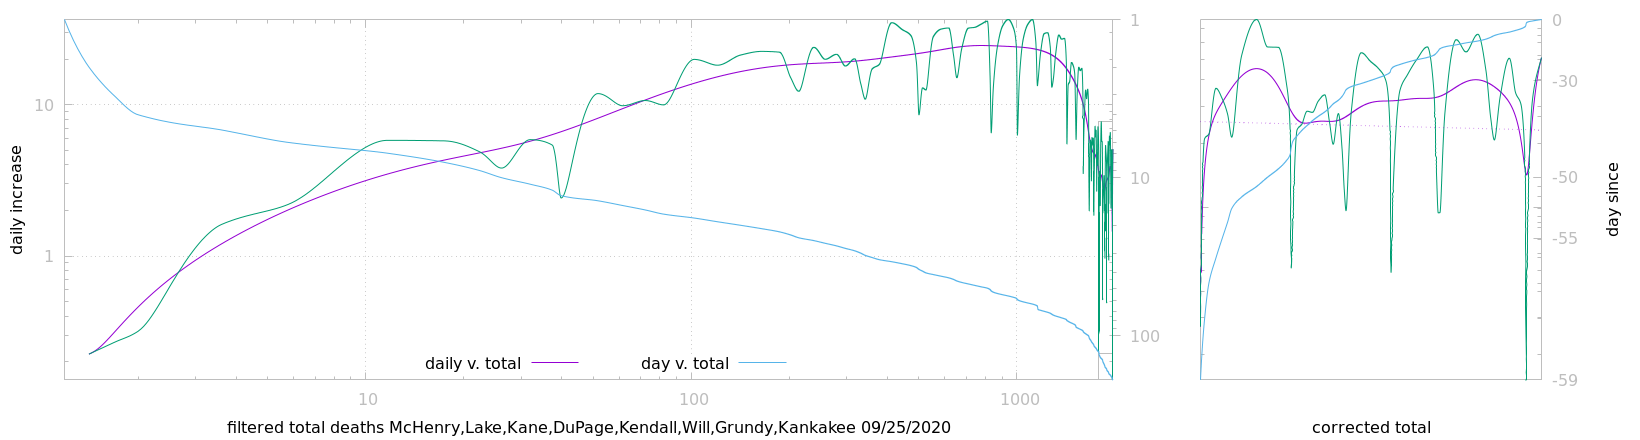 daily increase
10
1
daily v. total
day v. total
10
100
1000
1
10
100
filtered total deaths McHenry,Lake,Kane,DuPage,Kendall,Will,Grundy,Kankakee 09/25/2020
0
-30
-50
-55
-59
day since
corrected total